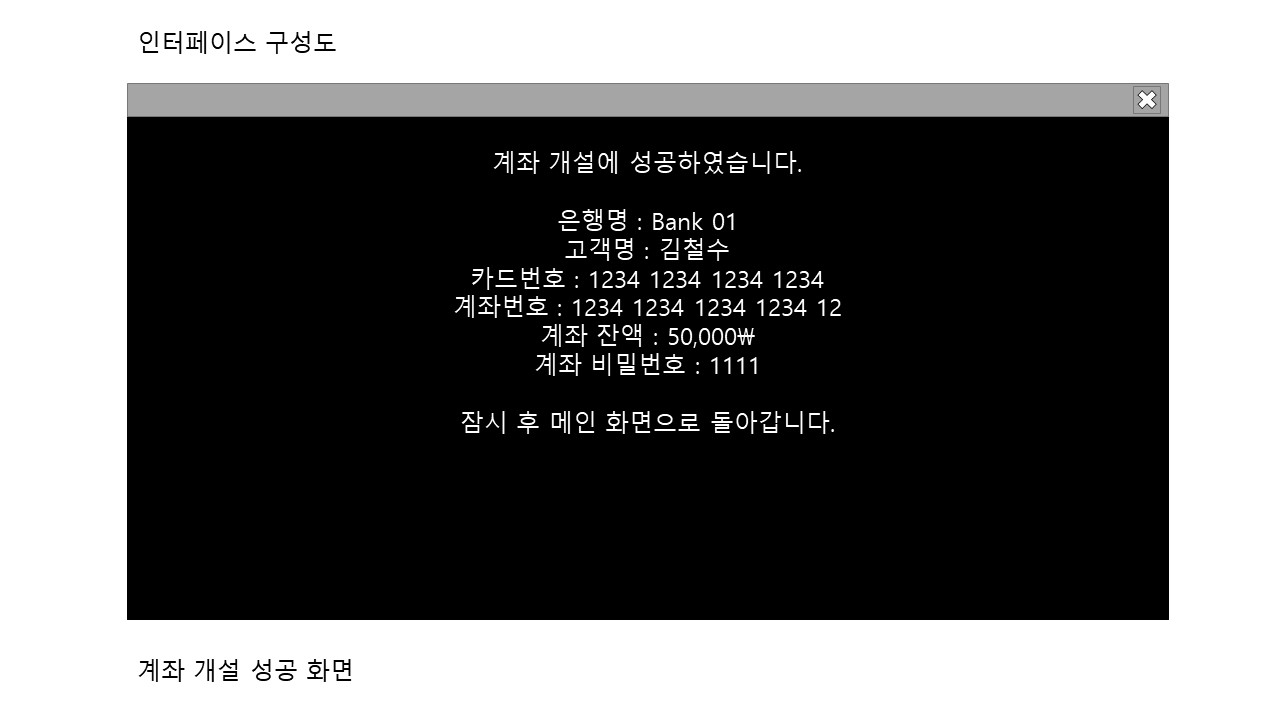 인터페이스 구성도
계좌 개설에 성공하였습니다.
은행명 : Bank 01
고객명 : 김철수
카드번호 : 1234 1234 1234 1234
계좌번호 : 1234 1234 1234 1234 12
계좌 잔액 : 50,000₩
계좌 비밀번호 : 1111
잠시 후 메인 화면으로 돌아갑니다.
계좌 개설 성공 화면